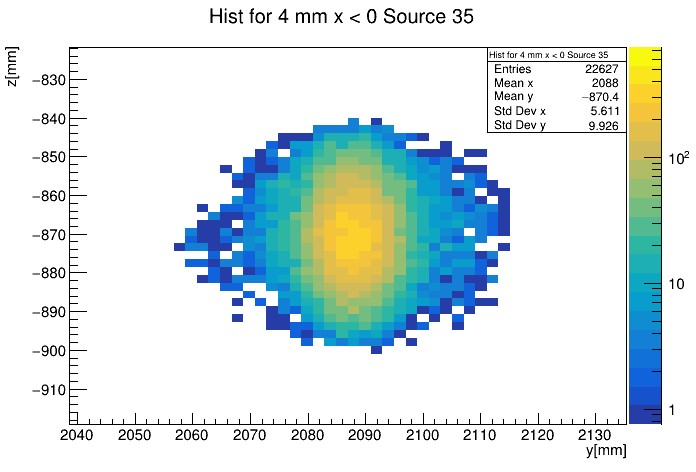 Hist for 4 mm x < 0 Source 35
z[mm]
Hist for 4 mm x < 0 Source 35
Entries 22627
Mean x 2088
Mean y −870.4
Std Dev x 5.611
Std Dev y 9.926
−830
−840
−850
−860
−870
−880
−890
−900
−910
10²
10
1
2040 2050 2060 2070 2080 2090 2100 2110 2120 2130
y[mm]